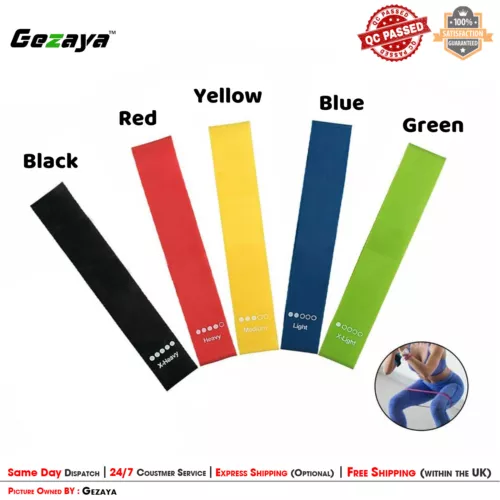 Gezaya™
QC PASSED
100%
SATISFACTION
GUARANTEED
Yellow
Blue
Red
Green
Black
X-Heavy
Heavy
Medium
Light
X-Light
Same Day Dispatch | 24/7 Coustmer Service | Express Shipping (Optional) | Free Shipping (within the UK)
Picture Owned BY : Gezaya